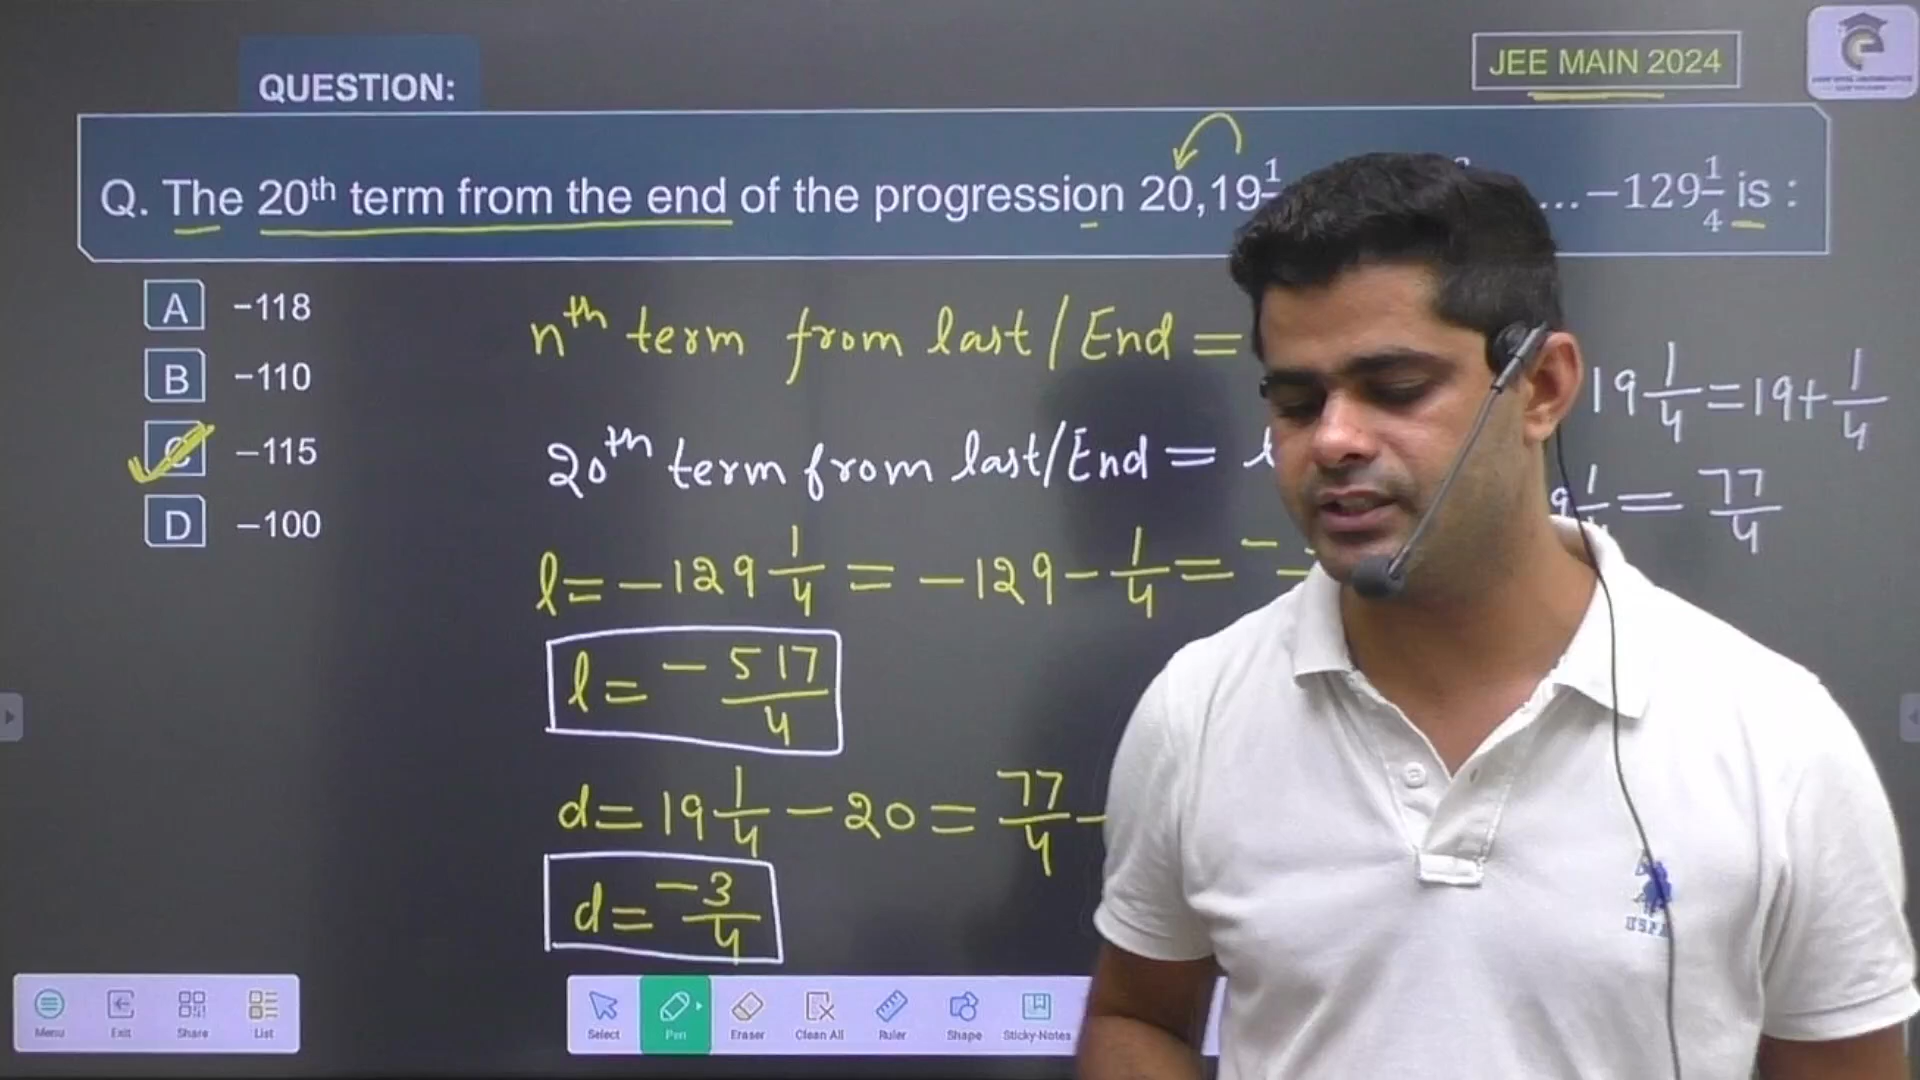 QUESTION:
JEE MAIN 2024
Q. The 20th term from the end of the progression 20,19 1/ ....−129 1/4 is :
A −118
B −110
C −115
D −100
nth term from last/End =
20th term from last/End = l
19 1/4 = 19 + 1/4
9 1/ = 77/4
l = −129 1/4 = −129 − 1/4 = −
l = −517/4
d = 19 1/4 − 20 = 77/4 −
d = −3/4
Menu Exit Share List
Select Pen Eraser Clean All Ruler Shape Sticky-Notes